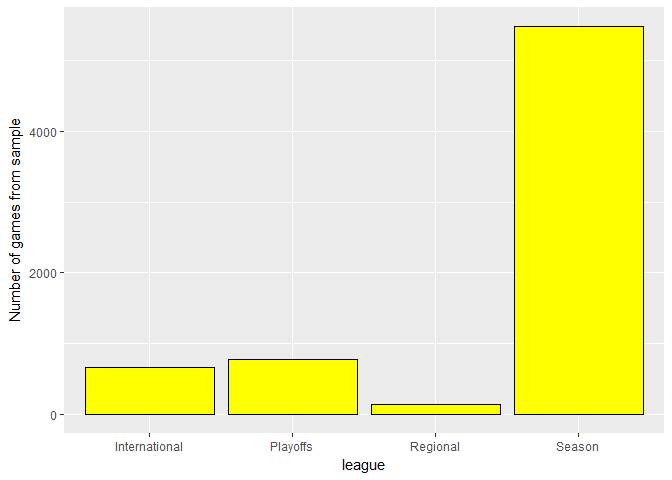 Number of games from sample
4000
2000
0
International Playoffs Regional Season
league